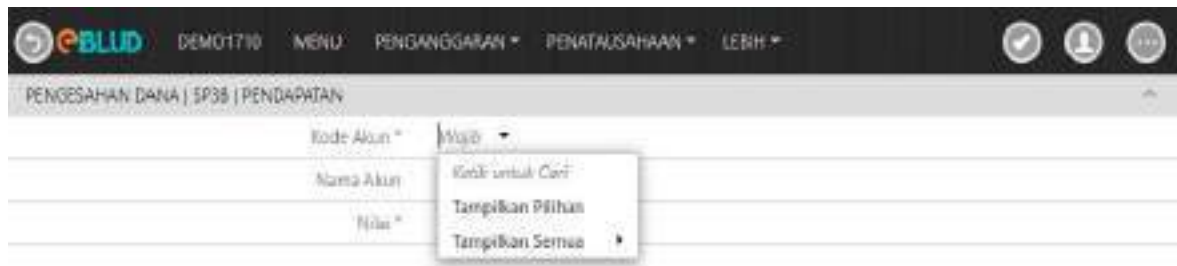 eBLUD DEMO1710 MENU PENGANGGARAN PENATAUSAHAAN LEBIH
PENGESAHAN DANA | SP3B | PENDAPATAN
Kode Akun * Wajib
Ketik untuk Cari
Nama Akun
Tampilkan Pilihan
Nilai *
Tampilkan Semua